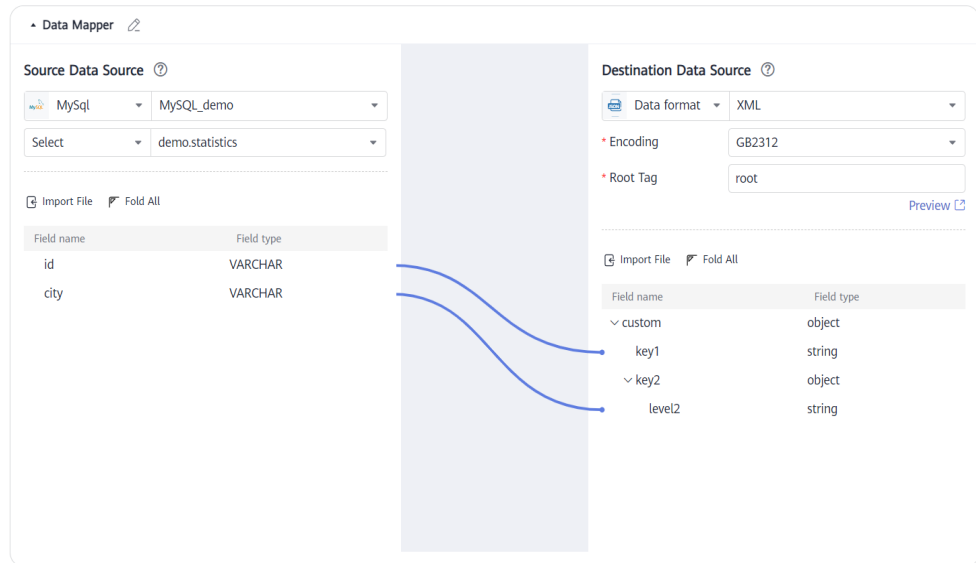 Data Mapper
Source Data Source
MySql MySQL_demo
Select demo.statistics
Import File Fold All
Field name Field type
id VARCHAR
city VARCHAR
Destination Data Source
Data format XML
* Encoding GB2312
* Root Tag root
Preview
Import File Fold All
Field name Field type
custom object
key1 string
key2 object
level2 string